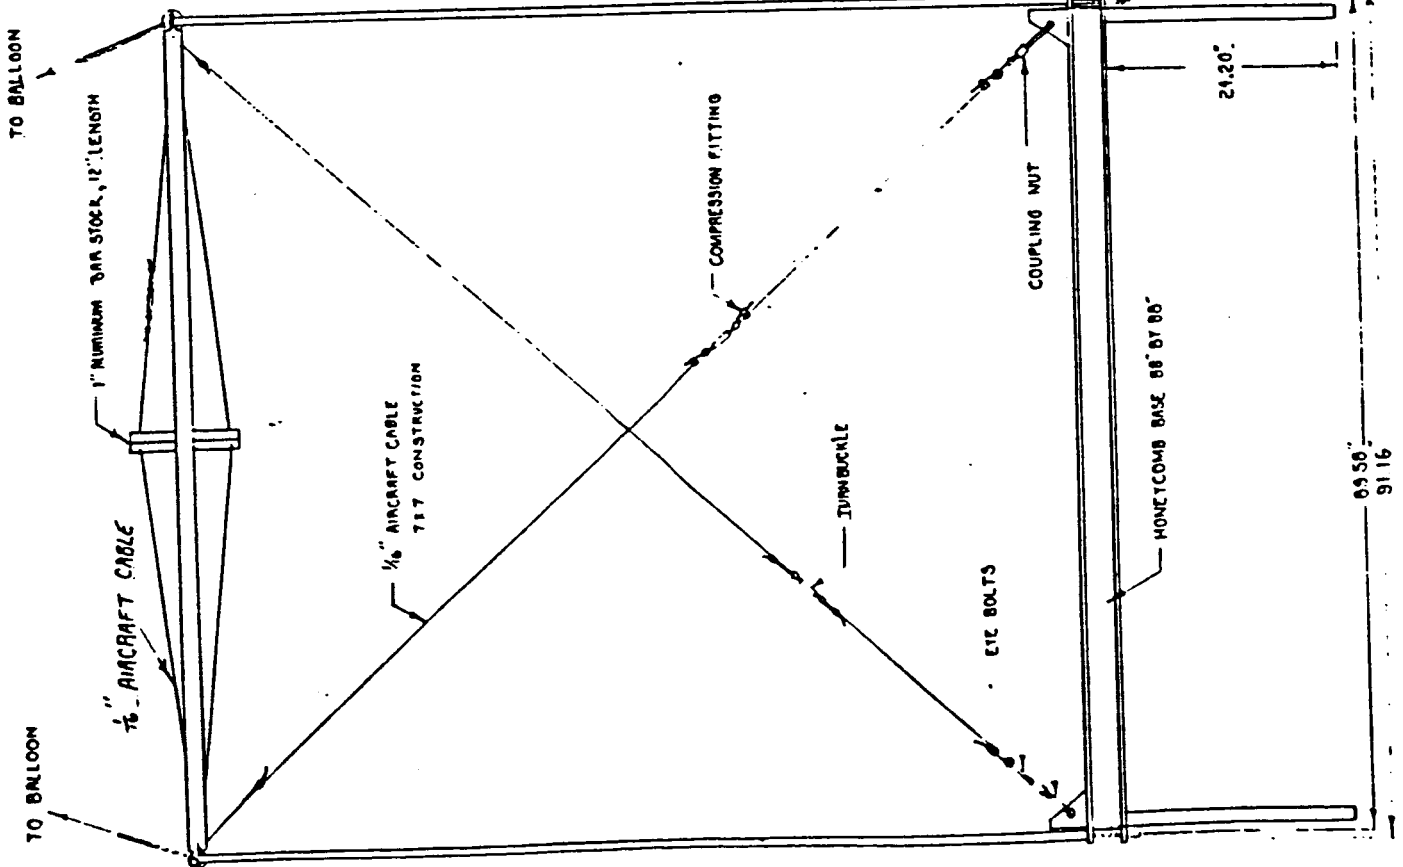 TO BALLOON
TO BALLOON
1/16" AIRCRAFT CABLE
1" ALUMINUM BAR STOCK, 12" LENGTH
1/16" AIRCRAFT CABLE
7x7 CONSTRUCTION
COMPRESSION FITTING
TURNBUCKLE
EYE BOLTS
COUPLING NUT
HONEYCOMB BASE 88" BY 88"
24.20"
89.58"
91.16